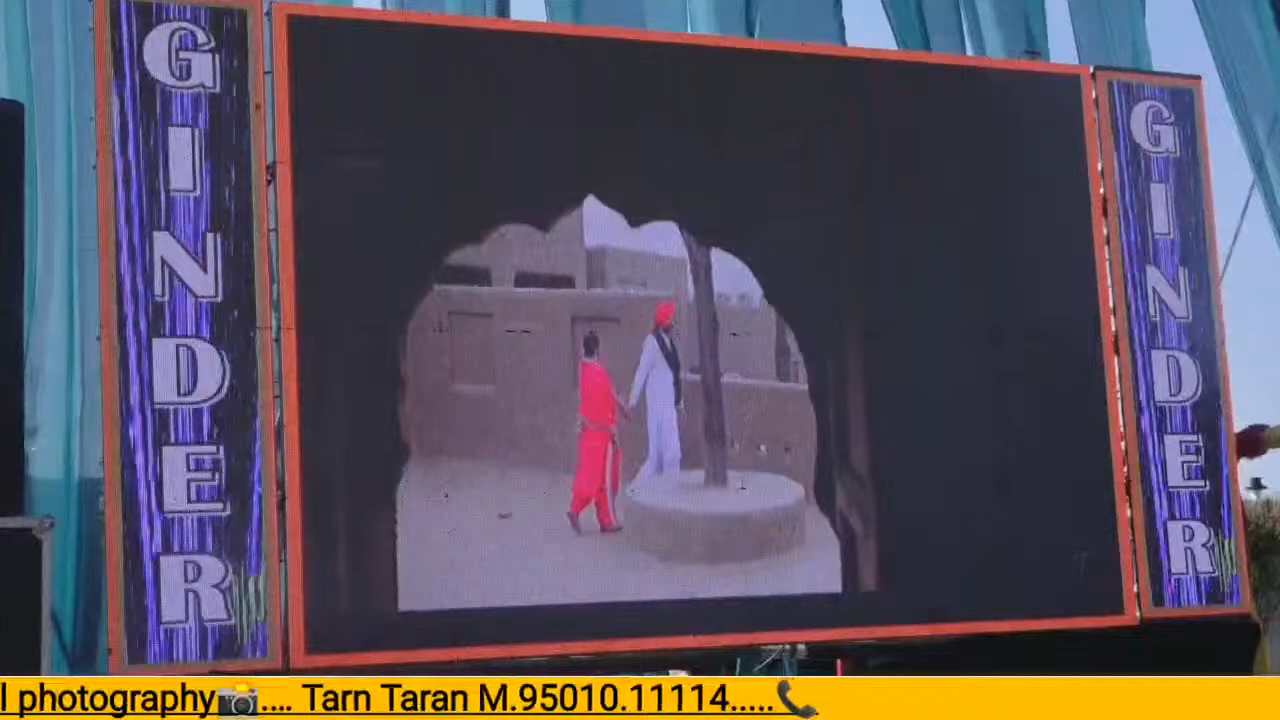 GINDER
GINDER
l photography📸.... Tarn Taran M.95010.11114.....📞